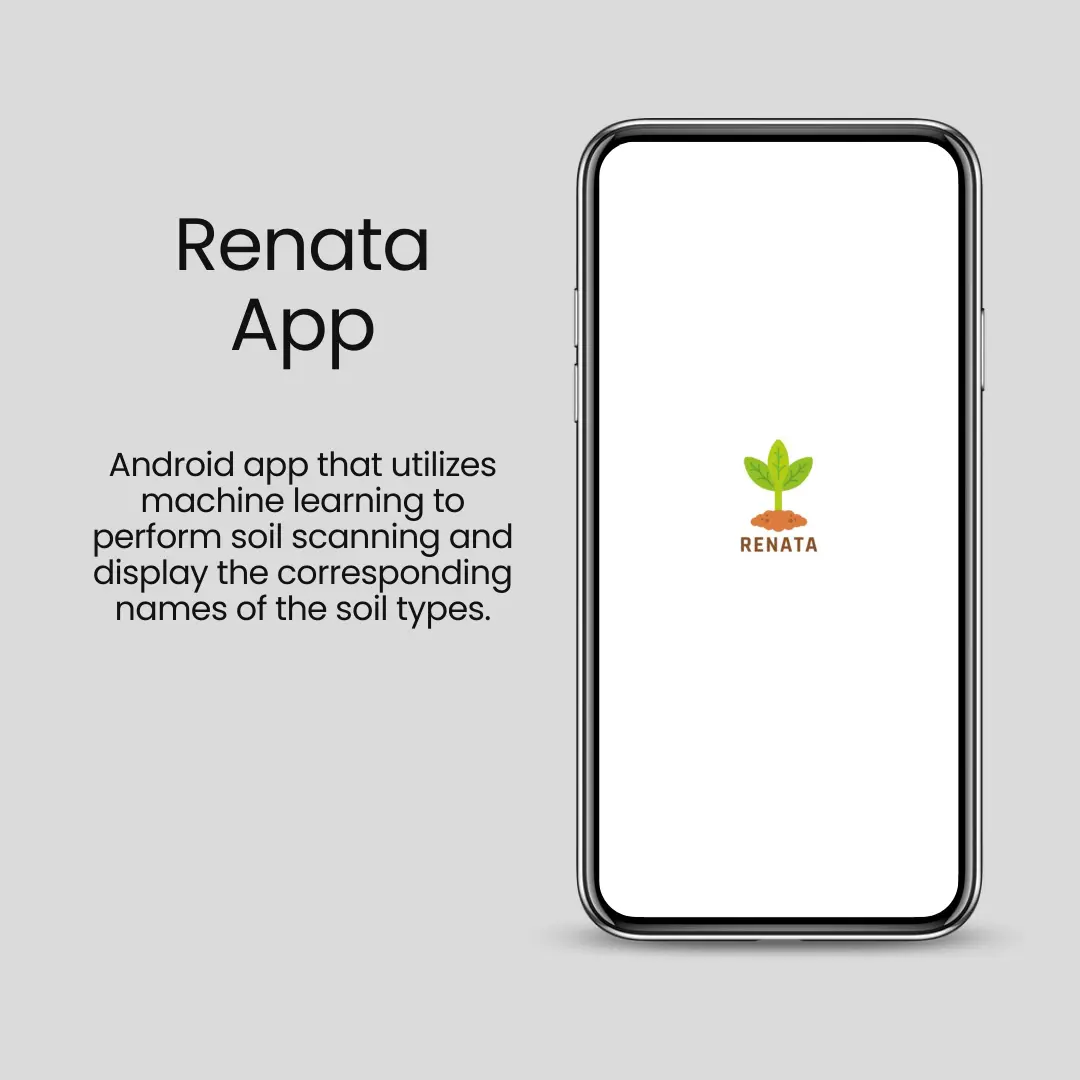 Renata
App
Android app that utilizes
machine learning to
perform soil scanning and
display the corresponding
names of the soil types.
RENATA